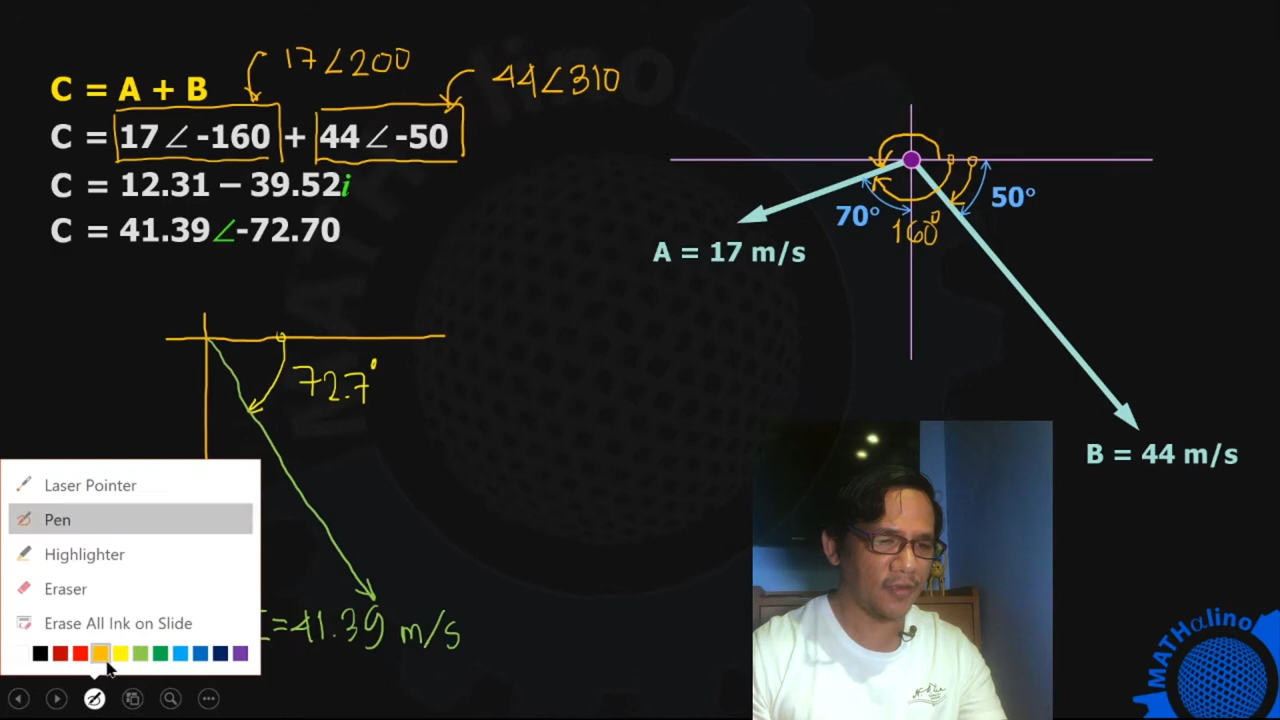 17∠200
44∠310
C = A + B
C = 17∠-160 + 44∠-50
C = 12.31 – 39.52i
C = 41.39∠-72.70
50°
70°
160°
A = 17 m/s
72.7°
B = 44 m/s
Laser Pointer
Pen
Highlighter
Eraser
Erase All Ink on Slide
=41.39 m/s
MATHalino